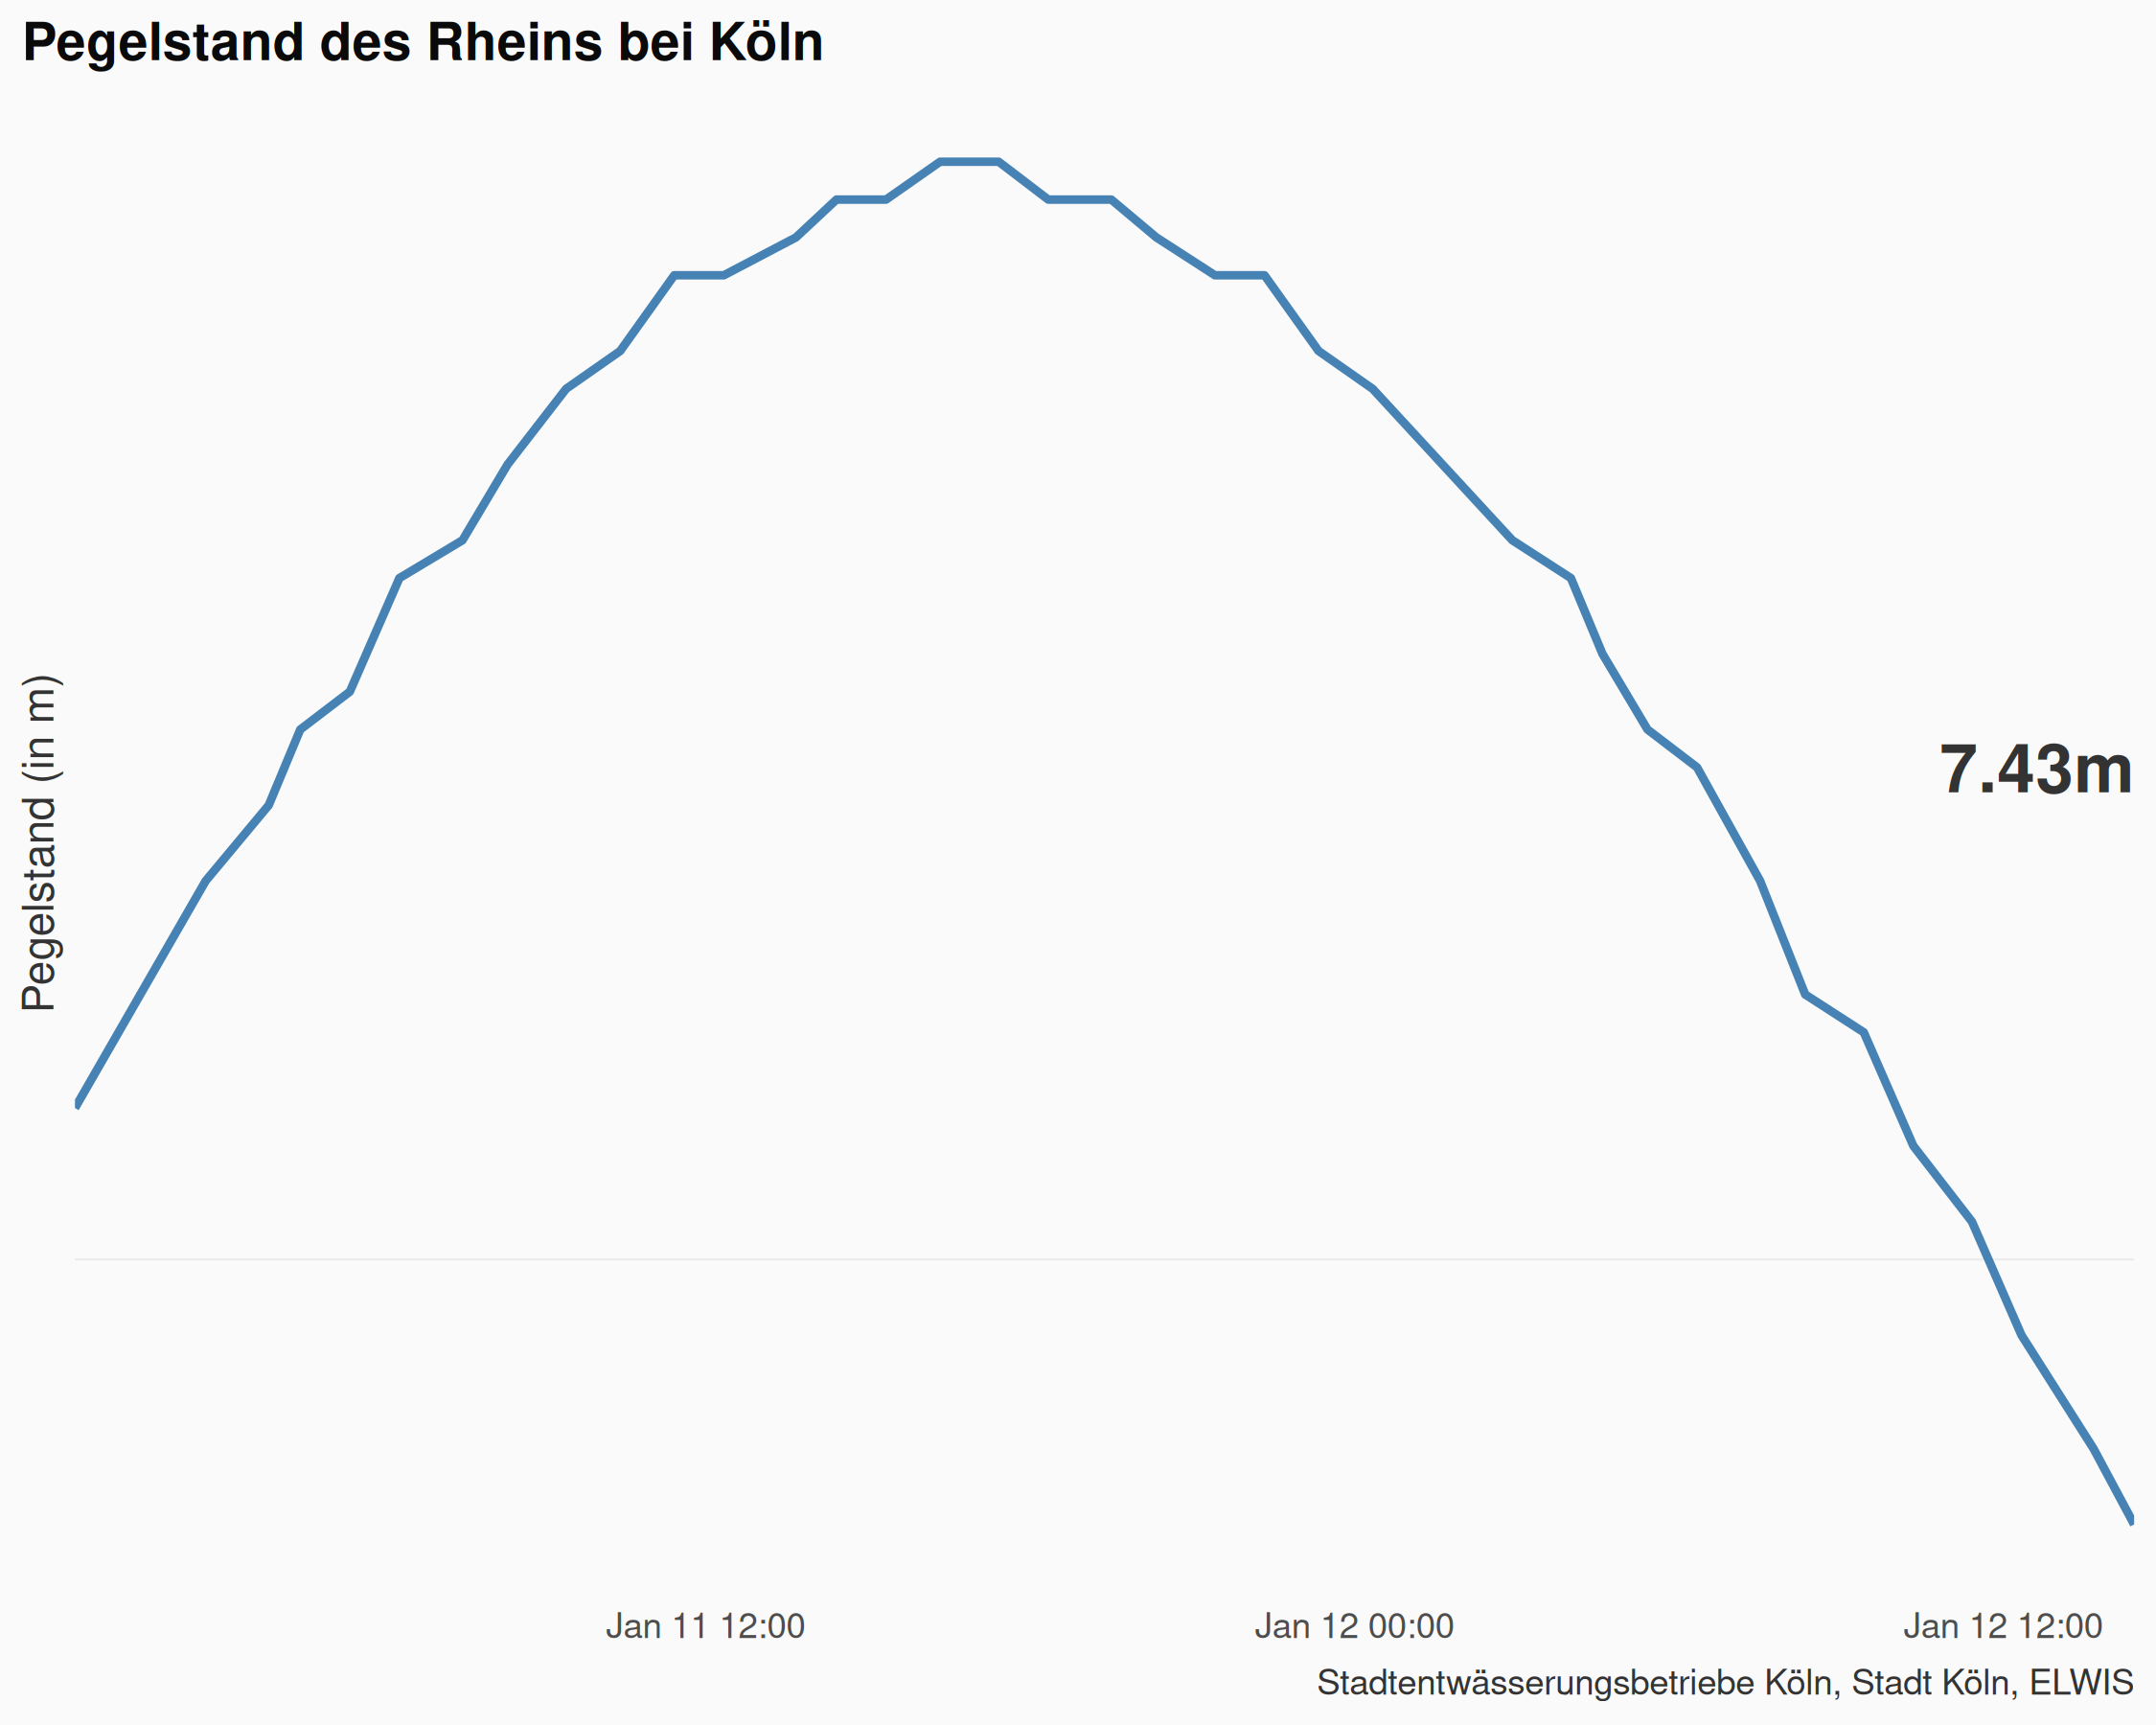 Pegelstand des Rheins bei Köln
Pegelstand (in m)
7.43m
Jan 11 12:00
Jan 12 00:00
Jan 12 12:00
Stadtentwässerungsbetriebe Köln, Stadt Köln, ELWIS